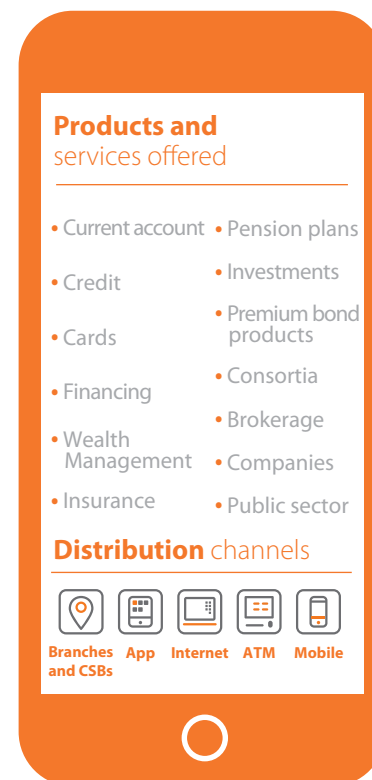 Products and
services offered
• Current account
• Credit
• Cards
• Financing
• Wealth
Management
• Insurance
• Pension plans
• Investments
• Premium bond
products
• Consortia
• Brokerage
• Companies
• Public sector
Distribution channels
Branches
and CSBs
App
Internet
ATM
Mobile